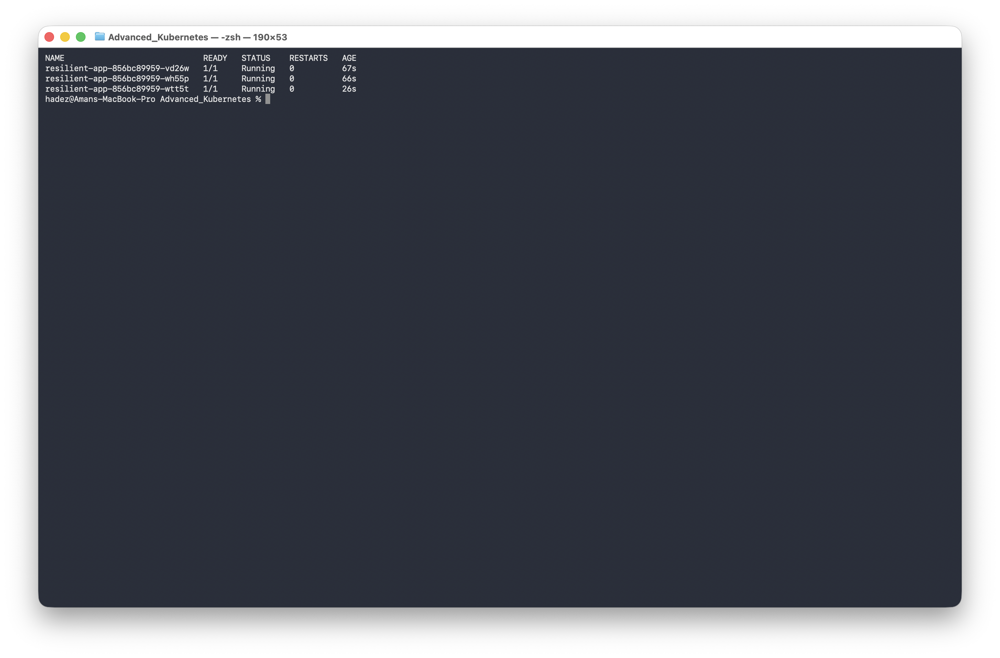 Advanced_Kubernetes — -zsh — 190×53
NAME READY STATUS RESTARTS AGE
resilient-app-856bc89959-vd26w 1/1 Running 0 67s
resilient-app-856bc89959-wh55p 1/1 Running 0 66s
resilient-app-856bc89959-wtt5t 1/1 Running 0 26s
hadez@Amans-MacBook-Pro Advanced_Kubernetes %